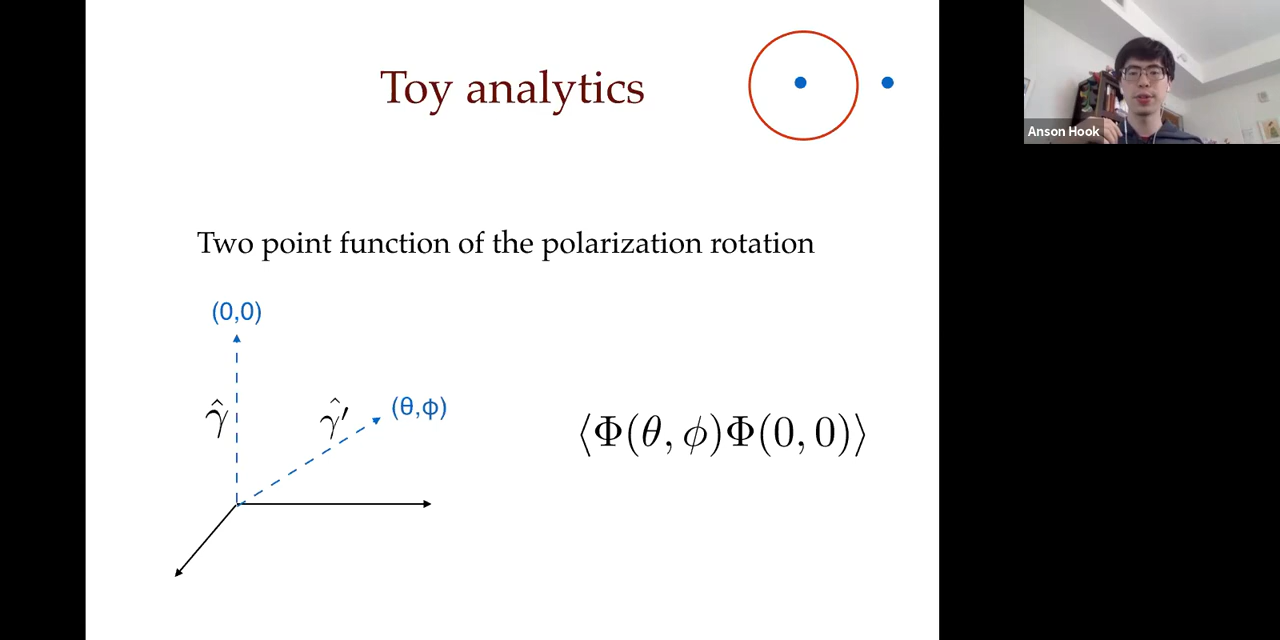 Toy analytics
Anson Hook
Two point function of the polarization rotation
(0,0)
γ̂
γ̂′
(θ,ϕ)
⟨Φ(θ, ϕ)Φ(0, 0)⟩